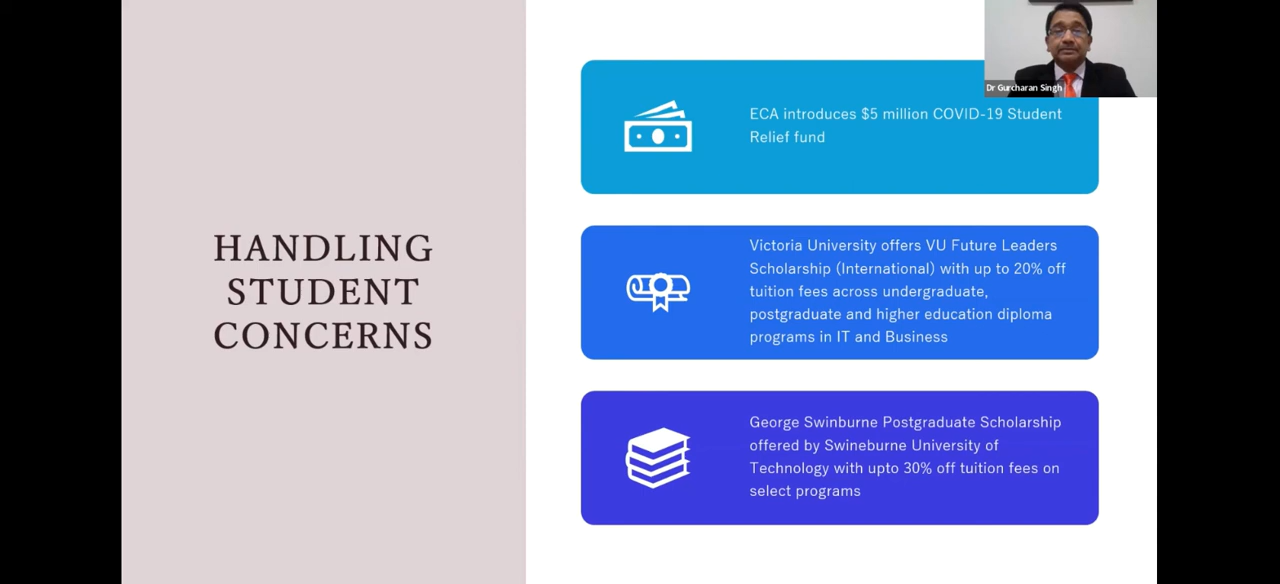 HANDLING
STUDENT
CONCERNS
Dr Gurcharan Singh
ECA introduces $5 million COVID-19 Student
Relief fund
Victoria University offers VU Future Leaders
Scholarship (International) with up to 20% off
tuition fees across undergraduate,
postgraduate and higher education diploma
programs in IT and Business
George Swinburne Postgraduate Scholarship
offered by Swineburne University of
Technology with upto 30% off tuition fees on
select programs